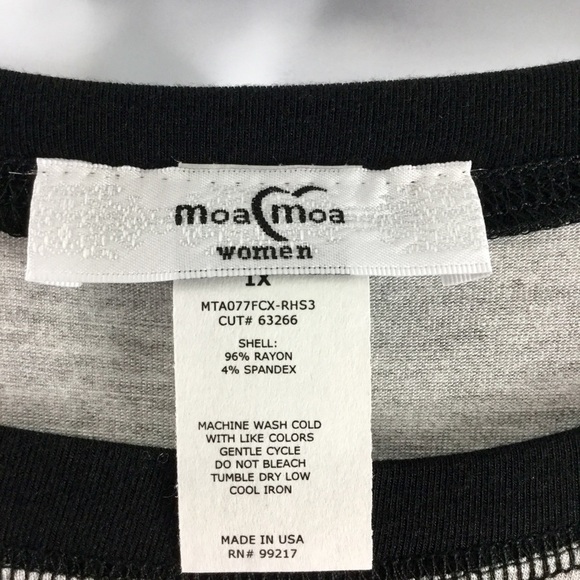 moa moa
women
1X
MTA077FCX-RHS3
CUT# 63266
SHELL:
96% RAYON
4% SPANDEX
MACHINE WASH COLD
WITH LIKE COLORS
GENTLE CYCLE
DO NOT BLEACH
TUMBLE DRY LOW
COOL IRON
MADE IN USA
RN# 99217